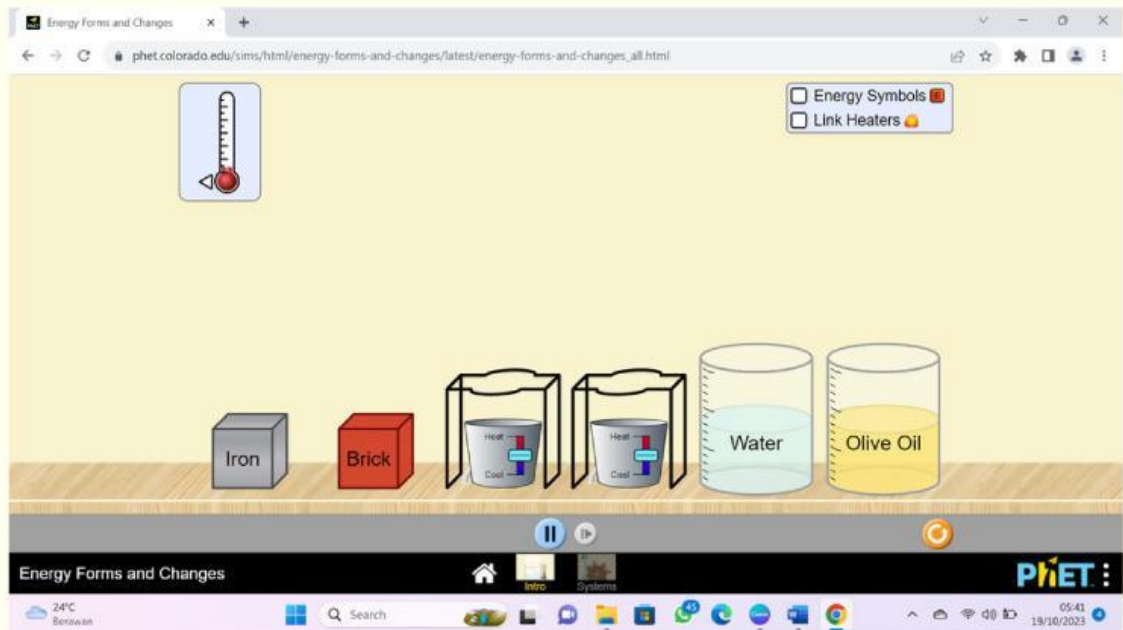 Energy Forms and Changes
phet.colorado.edu/sims/html/energy-forms-and-changes/latest/energy-forms-and-changes_all.html
Energy Symbols E
Link Heaters
Iron
Brick
Heat
Cool
Heat
Cool
Water
Olive Oil
Energy Forms and Changes
Intro
Systems
PhET
24°C
Berawan
Search
45
05:41
19/10/2023
4